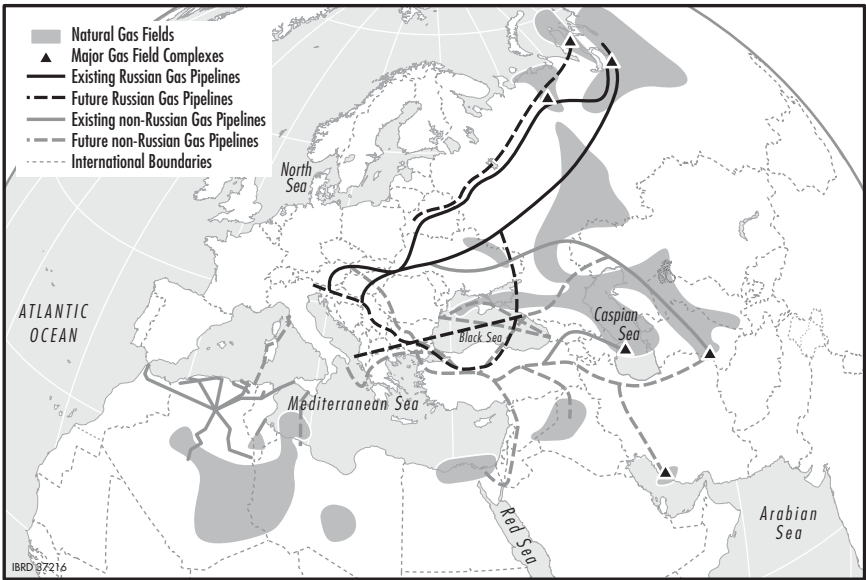 Natural Gas Fields
Major Gas Field Complexes
Existing Russian Gas Pipelines
Future Russian Gas Pipelines
Existing non-Russian Gas Pipelines
Future non-Russian Gas Pipelines
International Boundaries
North
Sea
ATLANTIC
OCEAN
Caspian
Sea
Black Sea
Mediterranean Sea
Red Sea
Arabian
Sea
IBRD 37216